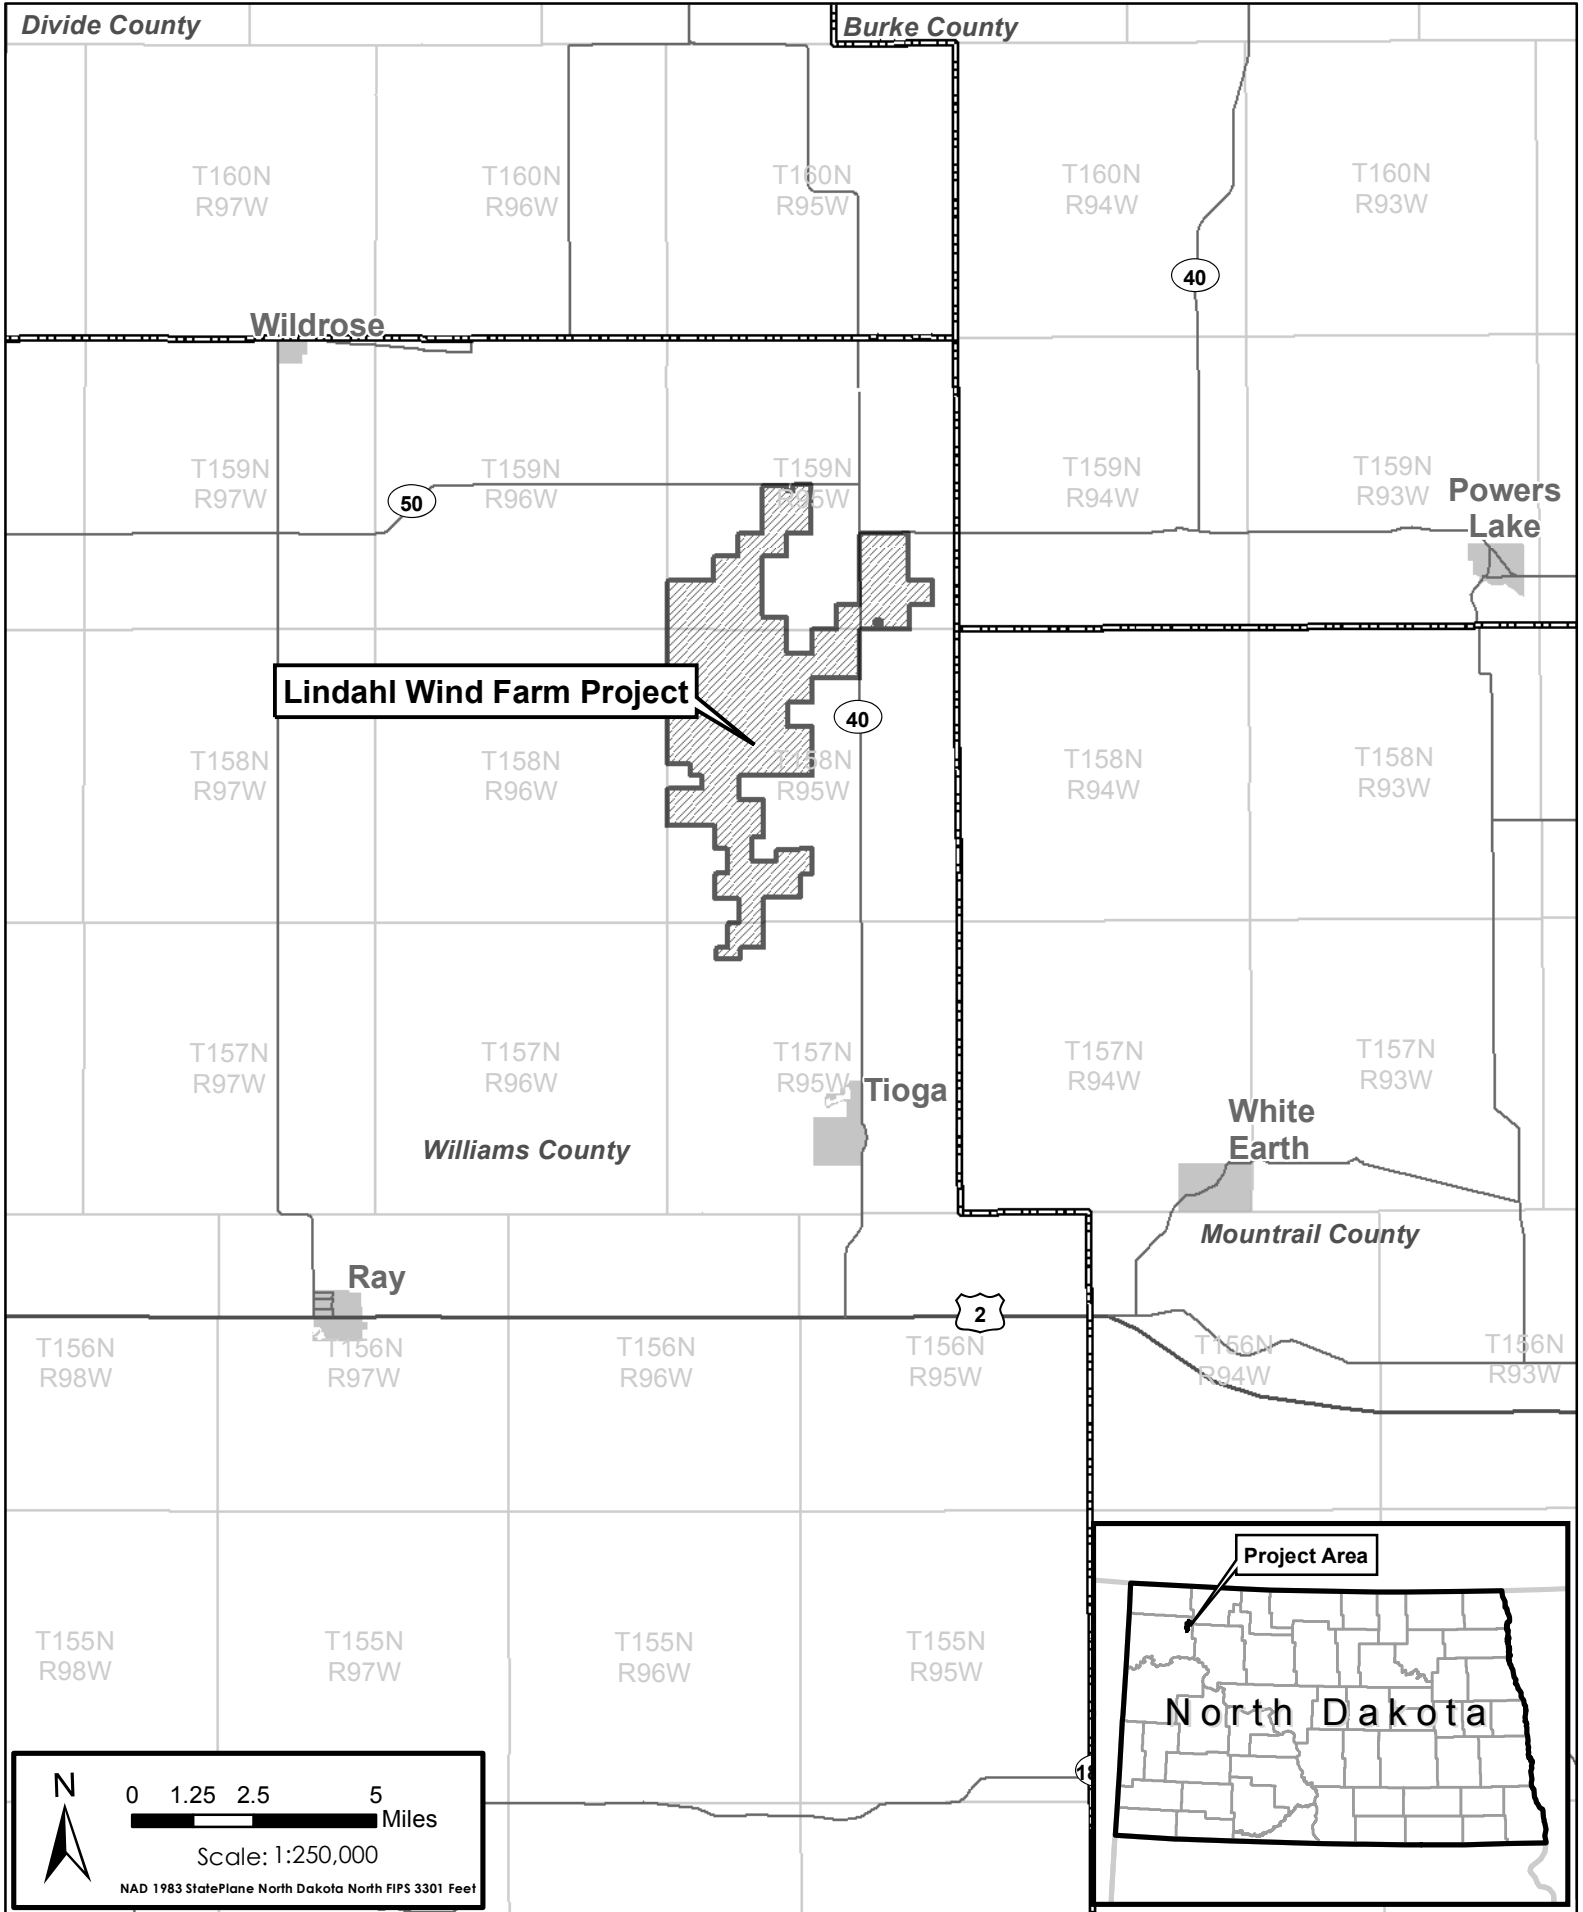 Divide County
Burke County
T160N
R97W
T160N
R96W
T160N
R95W
T160N
R94W
T160N
R93W
40
Wildrose
T159N
R97W
T159N
R96W
T159N
R95W
T159N
R94W
T159N
R93W
Powers
Lake
50
Lindahl Wind Farm Project
40
T158N
R97W
T158N
R96W
T158N
R95W
T158N
R94W
T158N
R93W
T157N
R97W
T157N
R96W
T157N
R95W
T157N
R94W
T157N
R93W
Tioga
White
Earth
Williams County
Mountrail County
Ray
2
T156N
R98W
T156N
R97W
T156N
R96W
T156N
R95W
T156N
R94W
T156N
R93W
T155N
R98W
T155N
R97W
T155N
R96W
T155N
R95W
Project Area
North Dakota
N
0 1.25 2.5 5
Miles
Scale: 1:250,000
NAD 1983 StatePlane North Dakota North FIPS 3301 Feet